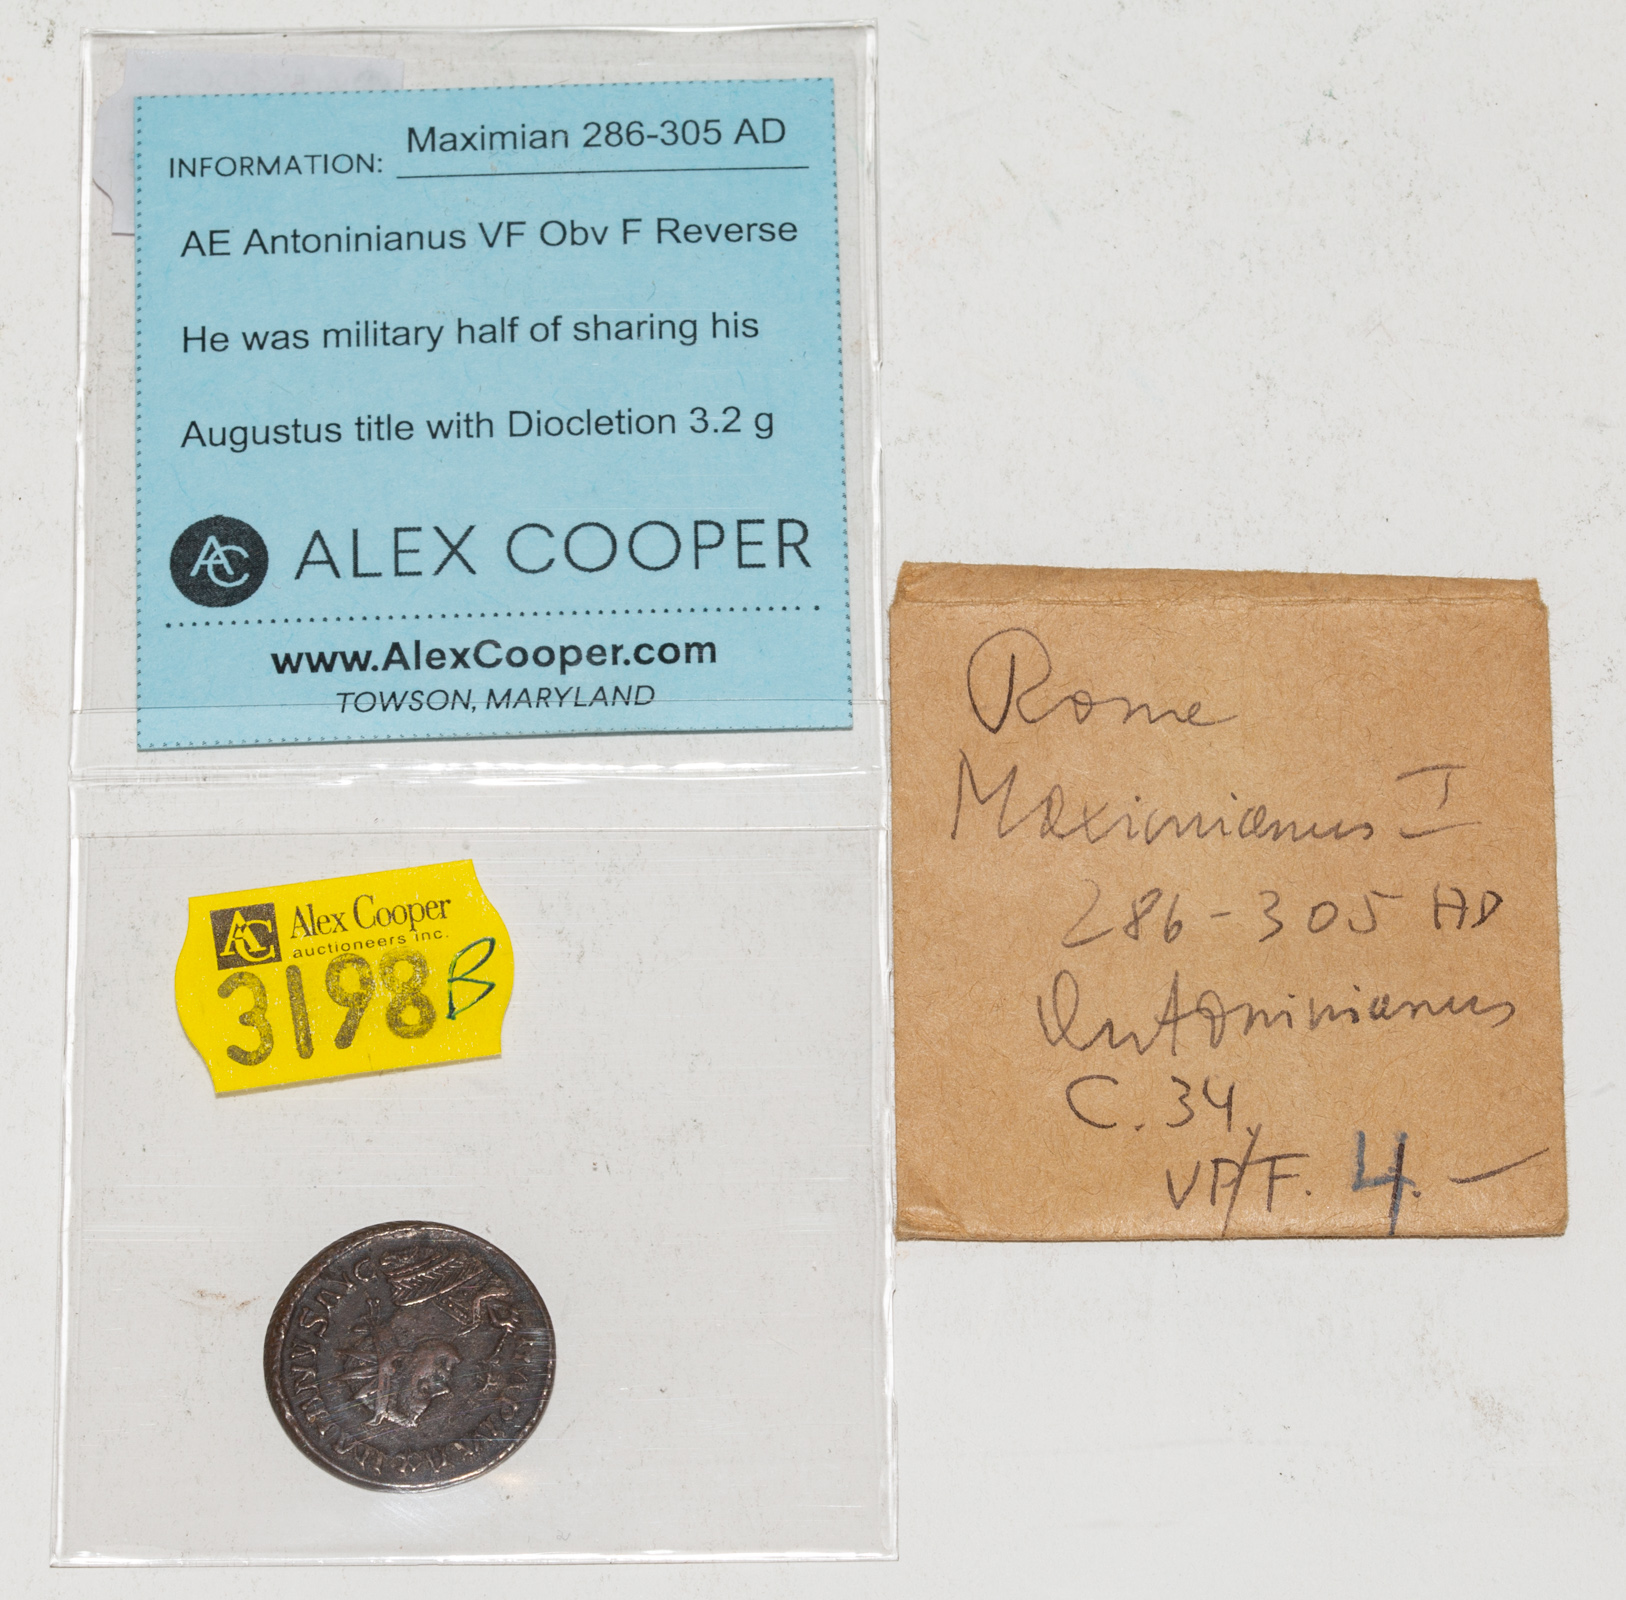 INFORMATION: Maximian 286-305 AD
AE Antoninianus VF Obv F Reverse
He was military half of sharing his
Augustus title with Diocletion 3.2 g
AC ALEX COOPER
www.AlexCooper.com
TOWSON, MARYLAND
AC Alex Cooper
auctioneers inc.
3198 B
Rome
Maximianus I
286-305 AD
Antoninianus
C. 34.
VF/F. 4. -